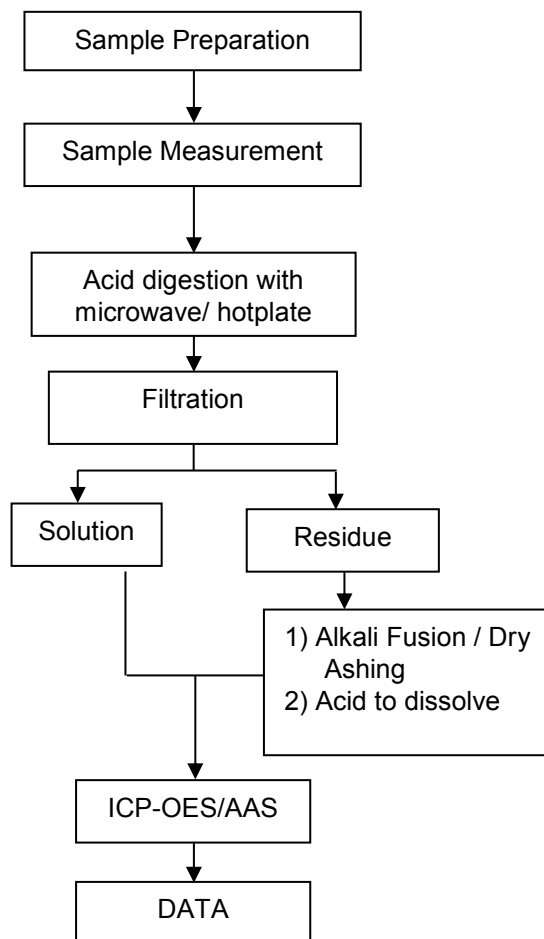 Sample Preparation
Sample Measurement
Acid digestion with
microwave/ hotplate
Filtration
Solution
Residue
1) Alkali Fusion / Dry
Ashing
2) Acid to dissolve
ICP-OES/AAS
DATA